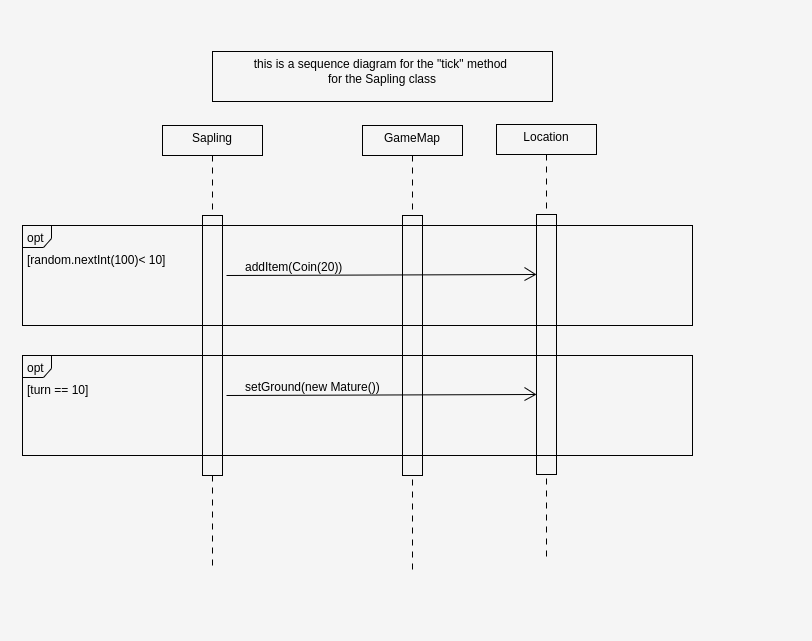 this is a sequence diagram for the "tick" method
for the Sapling class
Sapling
GameMap
Location
opt
[random.nextInt(100)< 10]
addItem(Coin(20))
opt
[turn == 10]
setGround(new Mature())